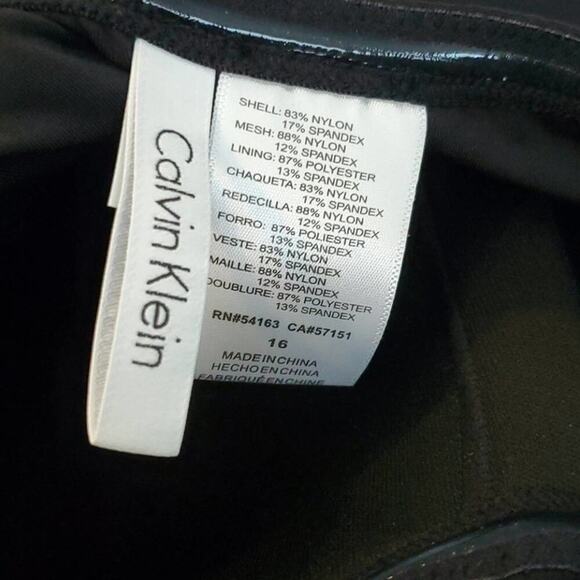 Calvin Klein
SHELL: 83% NYLON
17% SPANDEX
MESH: 88% NYLON
12% SPANDEX
LINING: 87% POLYESTER
13% SPANDEX
CHAQUETA: 83% NYLON
17% SPANDEX
REDECILLA: 88% NYLON
12% SPANDEX
FORRO: 87% POLIESTER
13% SPANDEX
VESTE: 83% NYLON
17% SPANDEX
MAILLE: 88% NYLON
12% SPANDEX
DOUBLURE: 87% POLYESTER
13% SPANDEX
RN#54163 CA#57151
16
MADE IN CHINA
HECHO EN CHINA
FABRIQUÉ EN CHINE